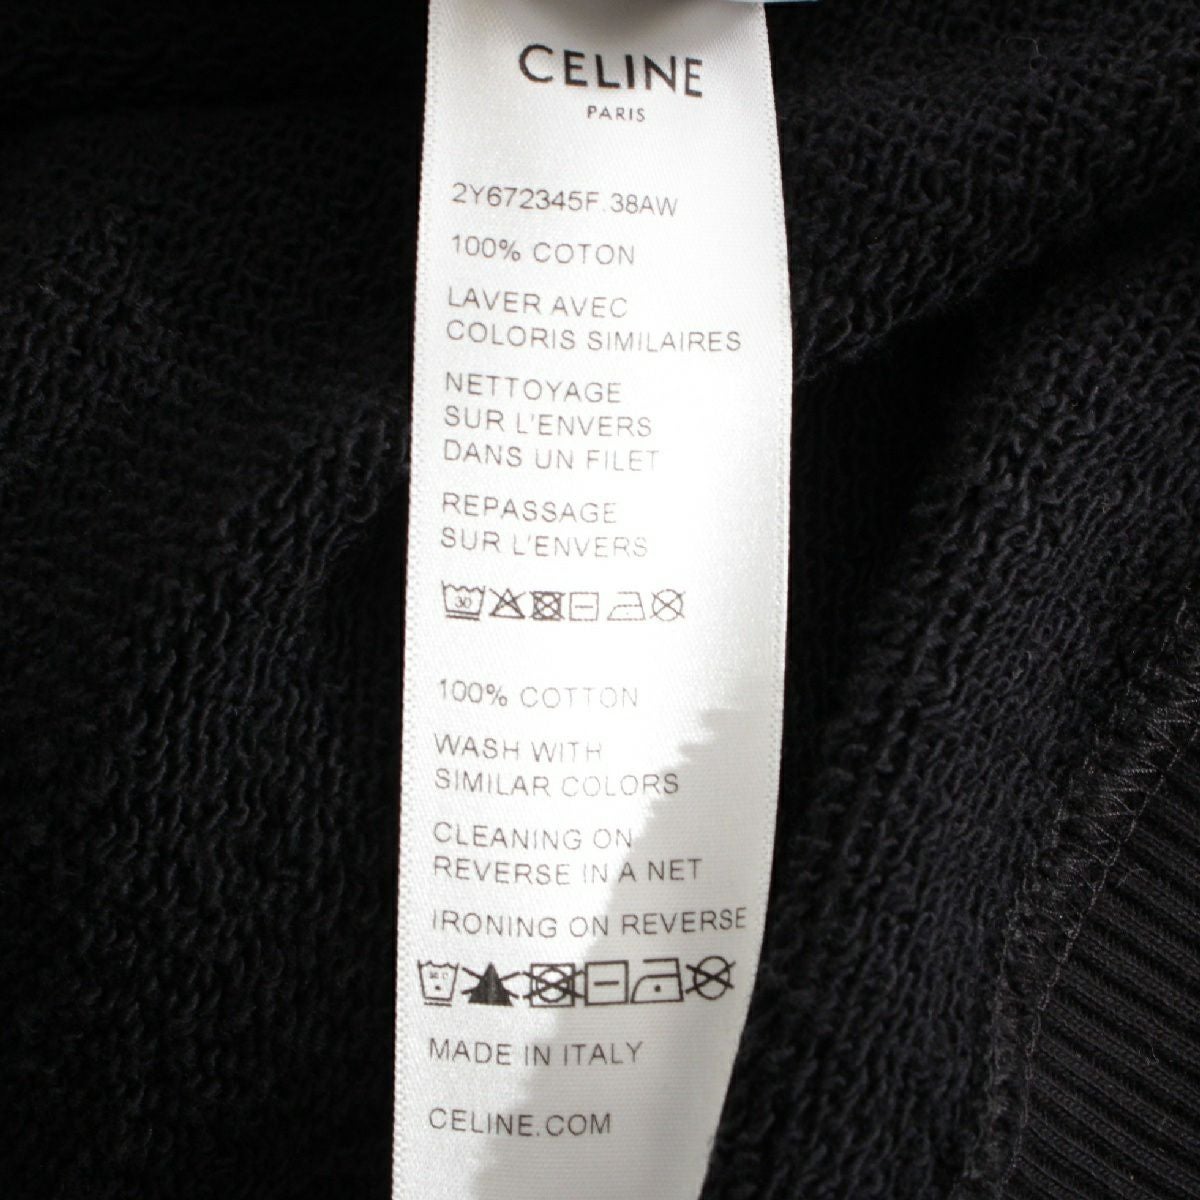 CELINE
PARIS
2Y672345F.38AW
100% COTON
LAVER AVEC
COLORIS SIMILAIRES
NETTOYAGE
SUR L'ENVERS
DANS UN FILET
REPASSAGE
SUR L'ENVERS
30
100% COTTON
WASH WITH
SIMILAR COLORS
CLEANING ON
REVERSE IN A NET
IRONING ON REVERSE
MADE IN ITALY
CELINE.COM